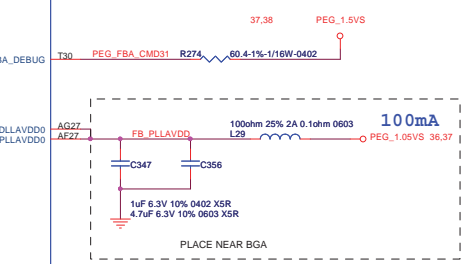 37,38 PEG_1.5VS
BA_DEBUG T30 PEG_FBA_CMD31 R274 60.4-1%-1/16W-0402
100ohm 25% 2A 0.1ohm 0603 100mA
DLLAVDD0 AG27
PLLAVDD0 AF27 FB_PLLAVDD L29 PEG_1.05VS 36,37
C347 C356
1uF 6.3V 10% 0402 X5R
4.7uF 6.3V 10% 0603 X5R
PLACE NEAR BGA